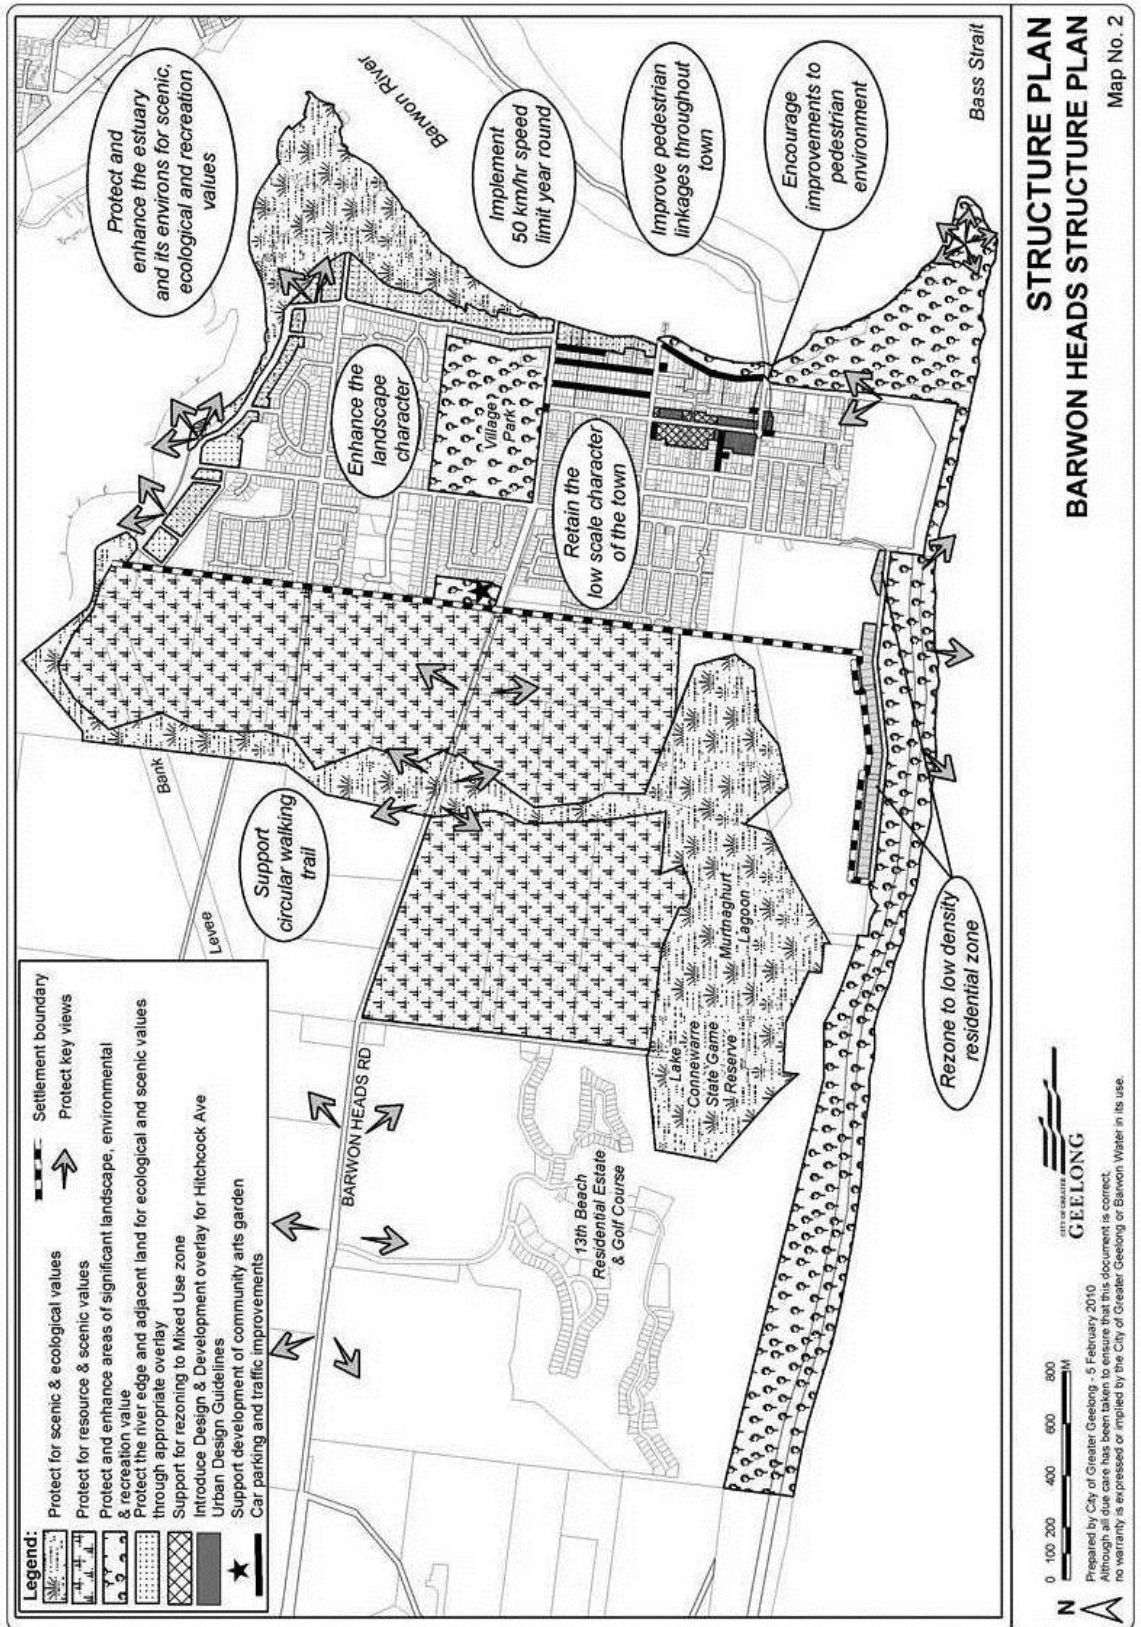 Protect and
enhance the estuary
and its environs for scenic,
ecological and recreation
values
Barwon River
Implement
50 km/hr speed
limit year round
Improve pedestrian
linkages throughout
town
Encourage
improvements to
pedestrian
environment
Bass Strait
Enhance the
landscape
character
Village
Park
Retain the
low scale character
of the town
Bank
Levee
Support
circular walking
trail
BARWON HEADS RD
Lake
Connewarre
State Game
Reserve
Murtnaghurt
Lagoon
13th Beach
Residential Estate
& Golf Course
Rezone to low density
residential zone
Legend:
Protect for scenic & ecological values
Protect for resource & scenic values
Protect and enhance areas of significant landscape, environmental
& recreation value
Protect the river edge and adjacent land for ecological and scenic values
through appropriate overlay
Support for rezoning to Mixed Use zone
Introduce Design & Development overlay for Hitchcock Ave
Urban Design Guidelines
Support development of community arts garden
Car parking and traffic improvements
Settlement boundary
Protect key views
STRUCTURE PLAN
BARWON HEADS STRUCTURE PLAN
Map No. 2
N
0 100 200 400 600 800
M
Prepared by City of Greater Geelong - 5 February 2010
Although all due care has been taken to ensure that this document is correct,
no warranty is expressed or implied by the City of Greater Geelong or Barwon Water in its use.
CITY OF GREATER
GEELONG